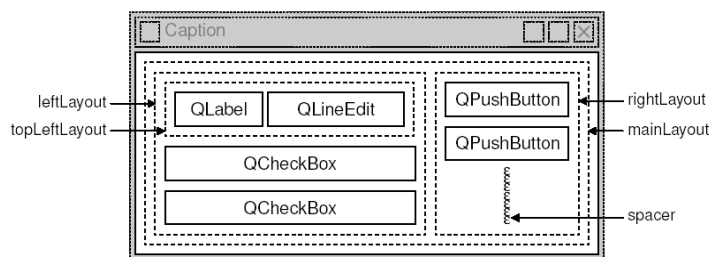 Caption
leftLayout
topLeftLayout
QLabel QLineEdit
QCheckBox
QCheckBox
QPushButton
QPushButton
rightLayout
mainLayout
spacer